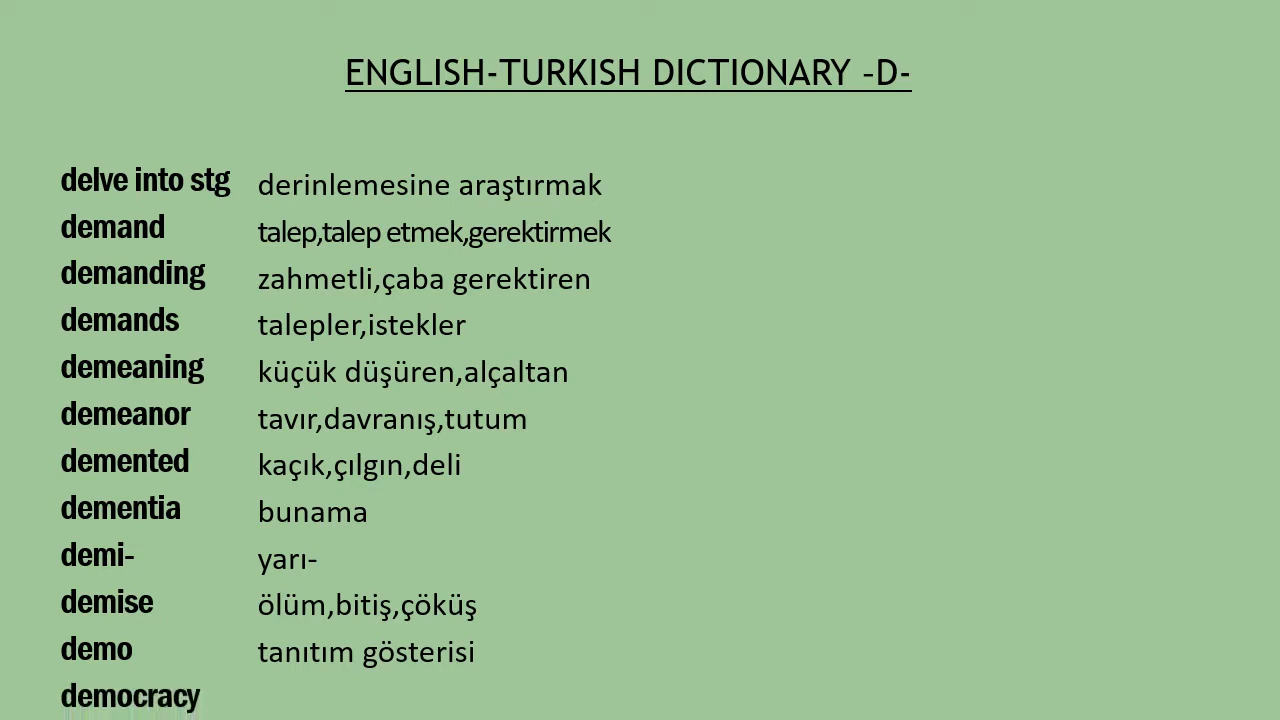 ENGLISH-TURKISH DICTIONARY –D-
delve into stg derinlemesine araştırmak
demand talep,talep etmek,gerektirmek
demanding zahmetli,çaba gerektiren
demands talepler,istekler
demeaning küçük düşüren,alçaltan
demeanor tavır,davranış,tutum
demented kaçık,çılgın,deli
dementia bunama
demi- yarı-
demise ölüm,bitiş,çöküş
demo tanıtım gösterisi
democracy